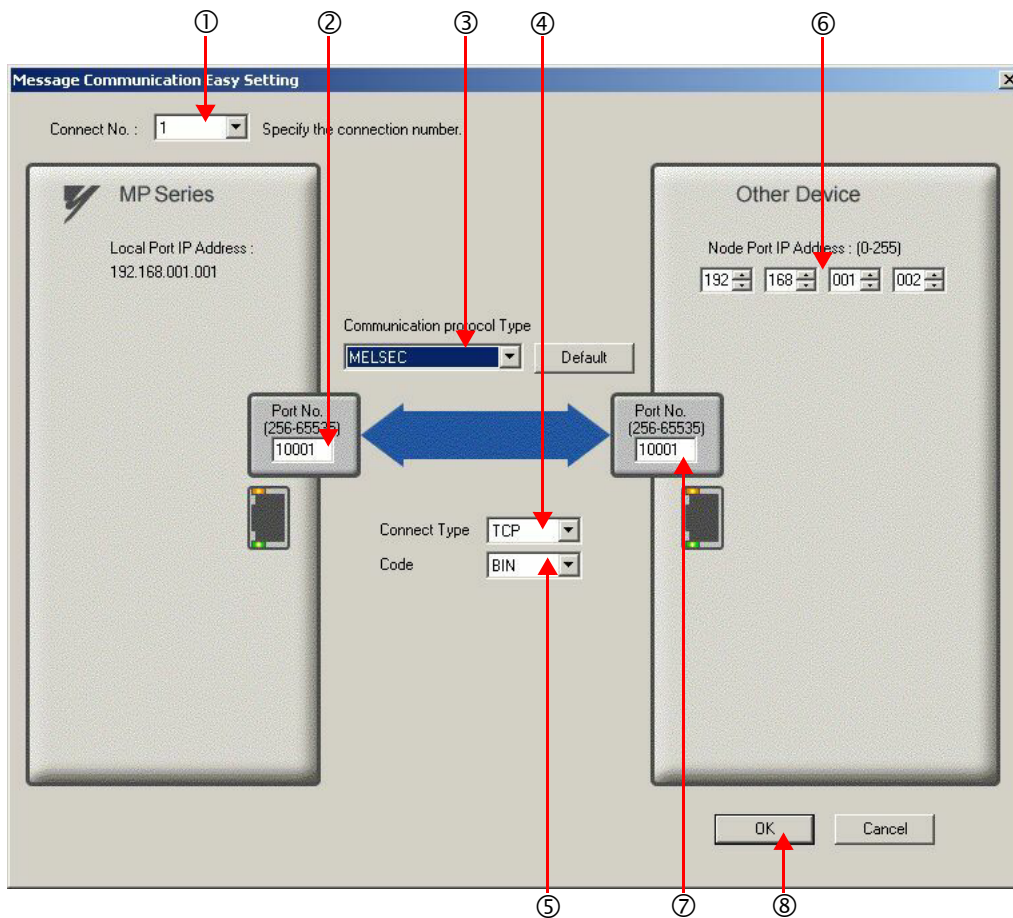 ① ② ③ ④ ⑥
Message Communication Easy Setting
Connect No. : 1 Specify the connection number.
MP Series
Local Port IP Address :
192.168.001.001
Other Device
Node Port IP Address : (0-255)
192 168 001 002
Communication protocol Type
MELSEC Default
Port No.
(256-65535)
10001
Port No.
(256-65535)
10001
Connect Type TCP
Code BIN
OK Cancel
⑤ ⑦ ⑧